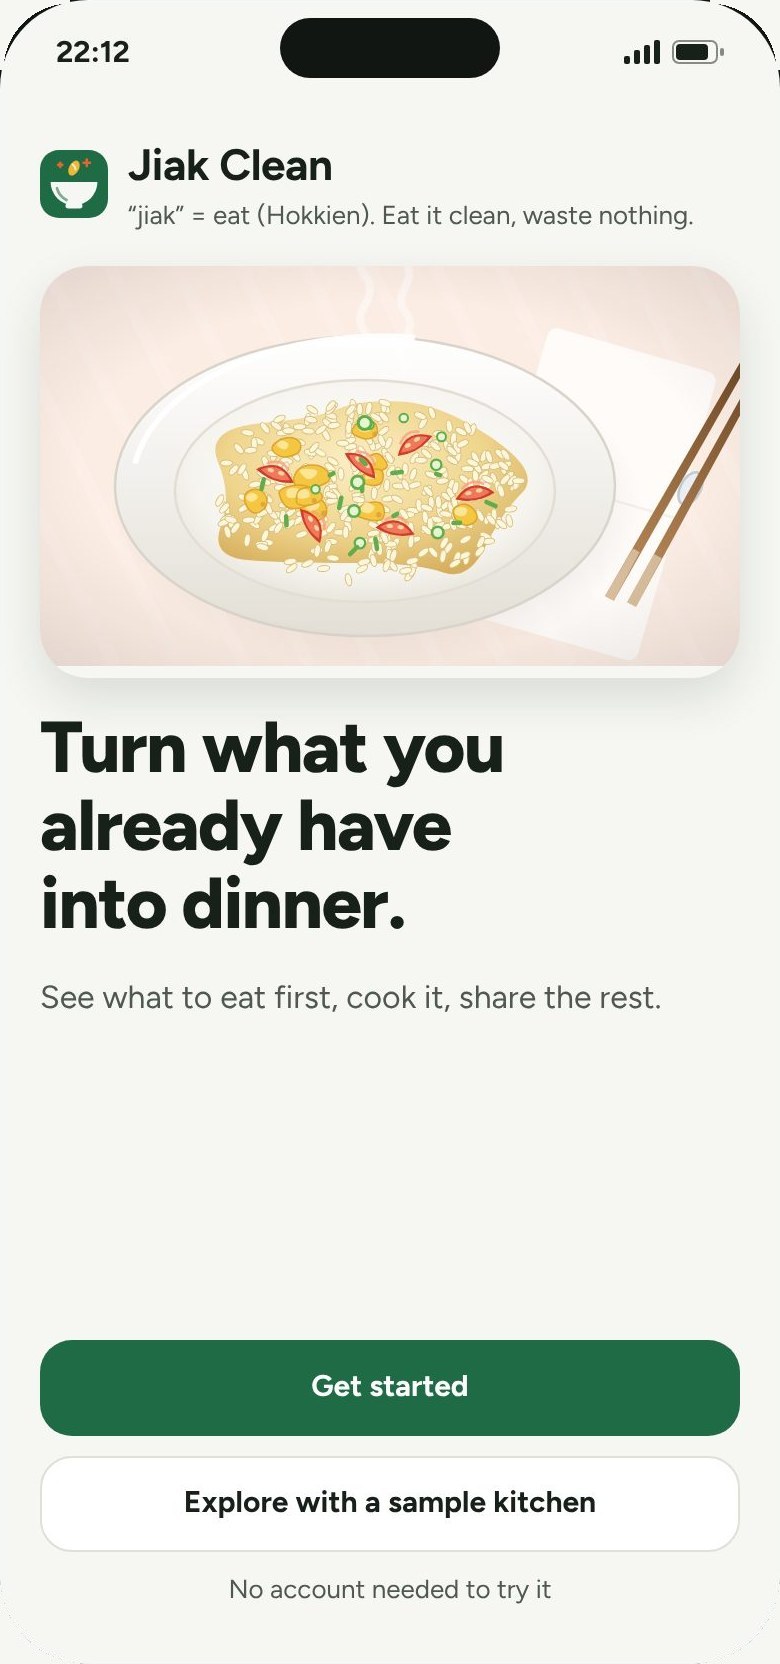 22:12
Jiak Clean
“jiak” = eat (Hokkien). Eat it clean, waste nothing.
Turn what you
already have
into dinner.
See what to eat first, cook it, share the rest.
Get started
Explore with a sample kitchen
No account needed to try it